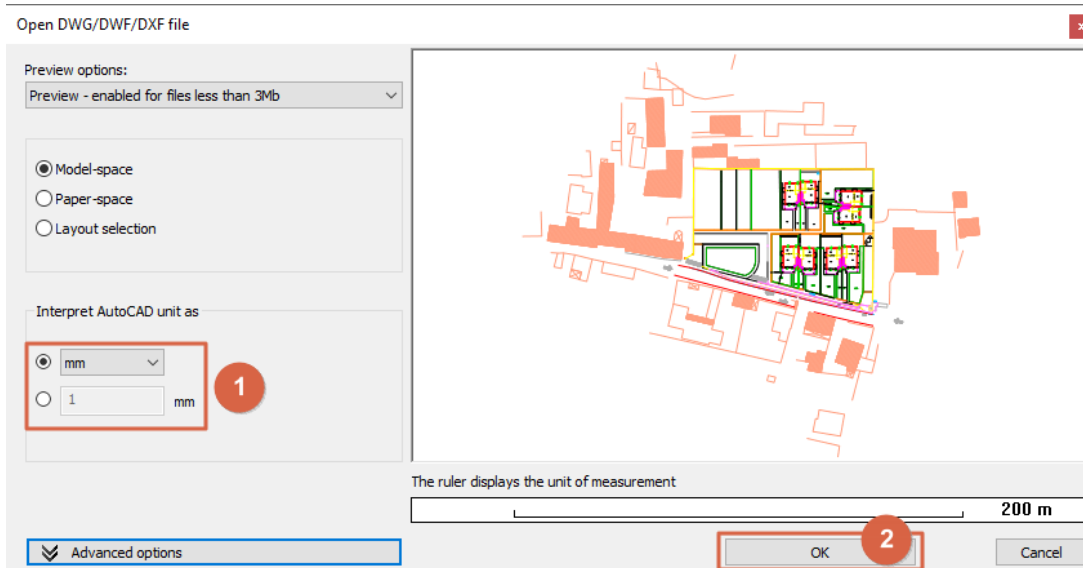 Open DWG/DWF/DXF file
x
Preview options:
Preview - enabled for files less than 3Mb
Model-space
Paper-space
Layout selection
Interpret AutoCAD unit as
mm
1
1 mm
The ruler displays the unit of measurement
200 m
Advanced options
OK
2
Cancel